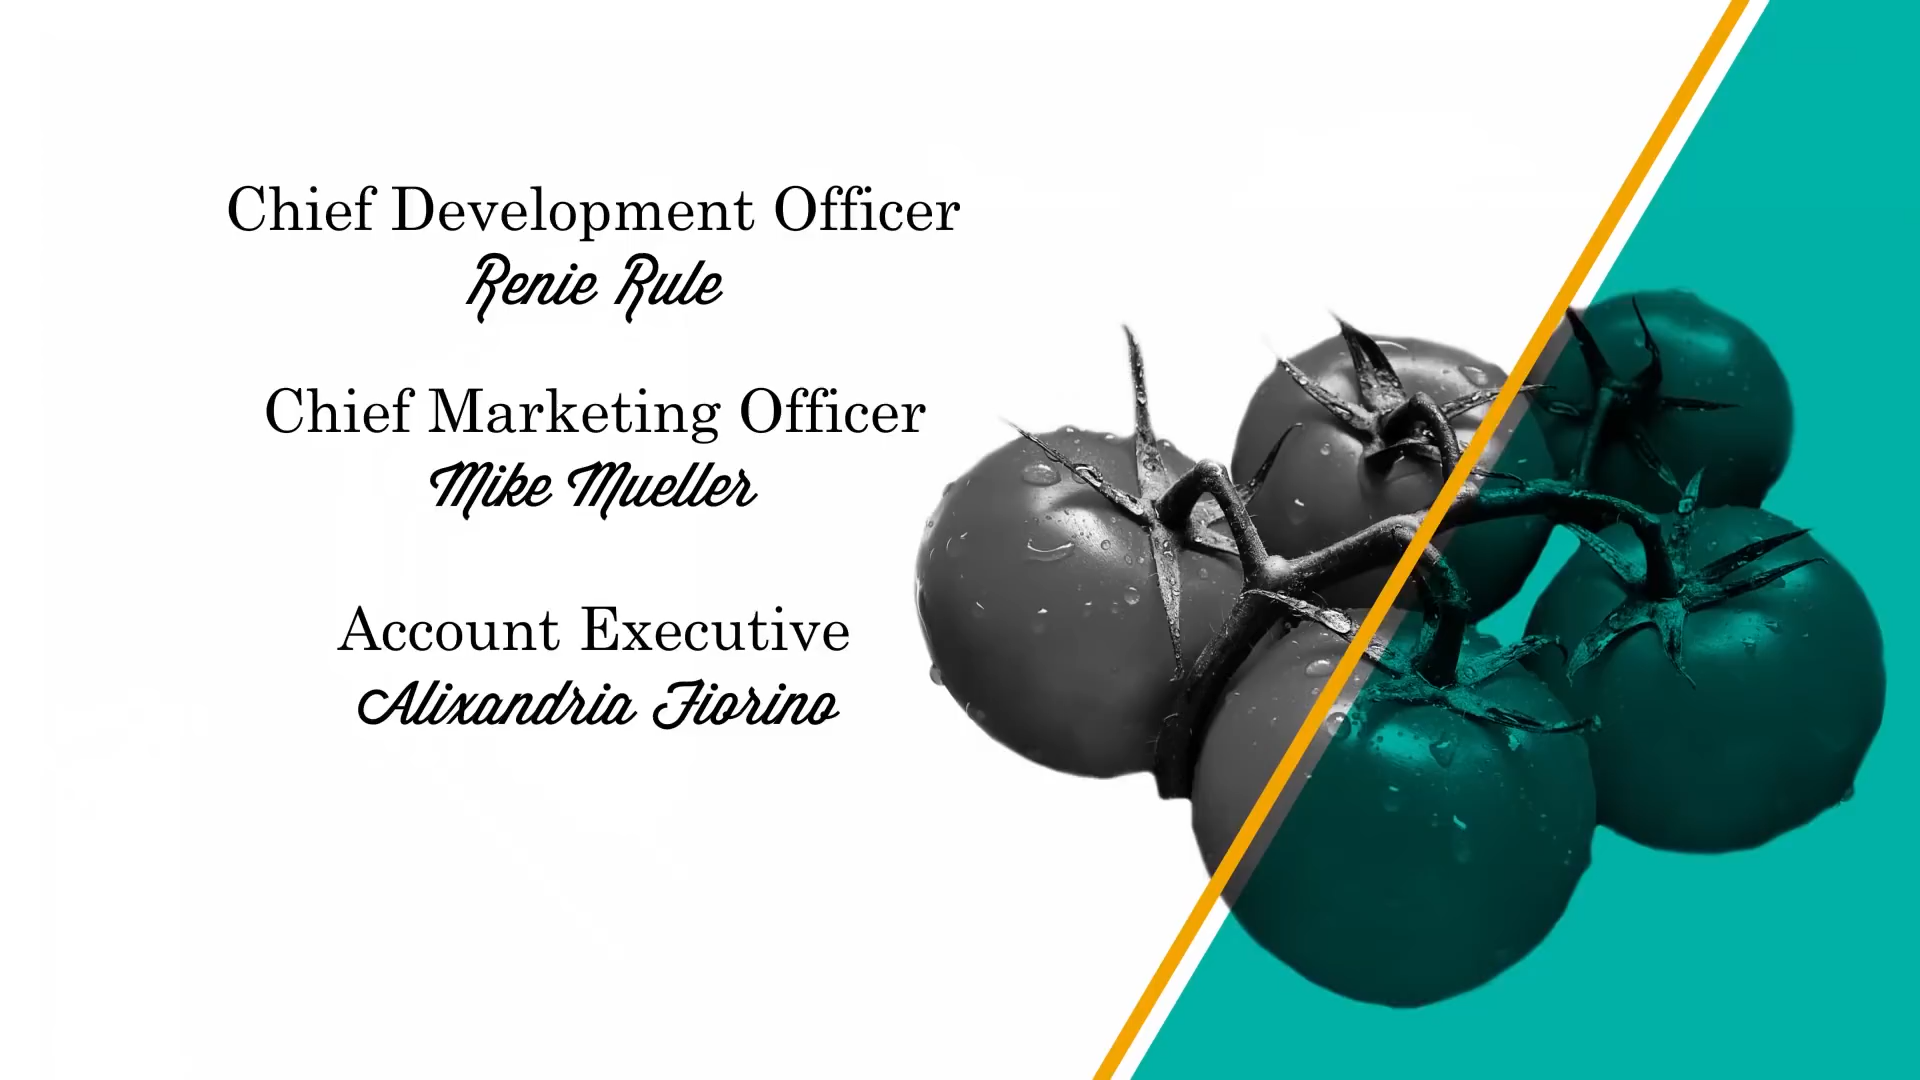 Chief Development Officer
Renie Rule
Chief Marketing Officer
Mike Mueller
Account Executive
Alixandria Fiorino